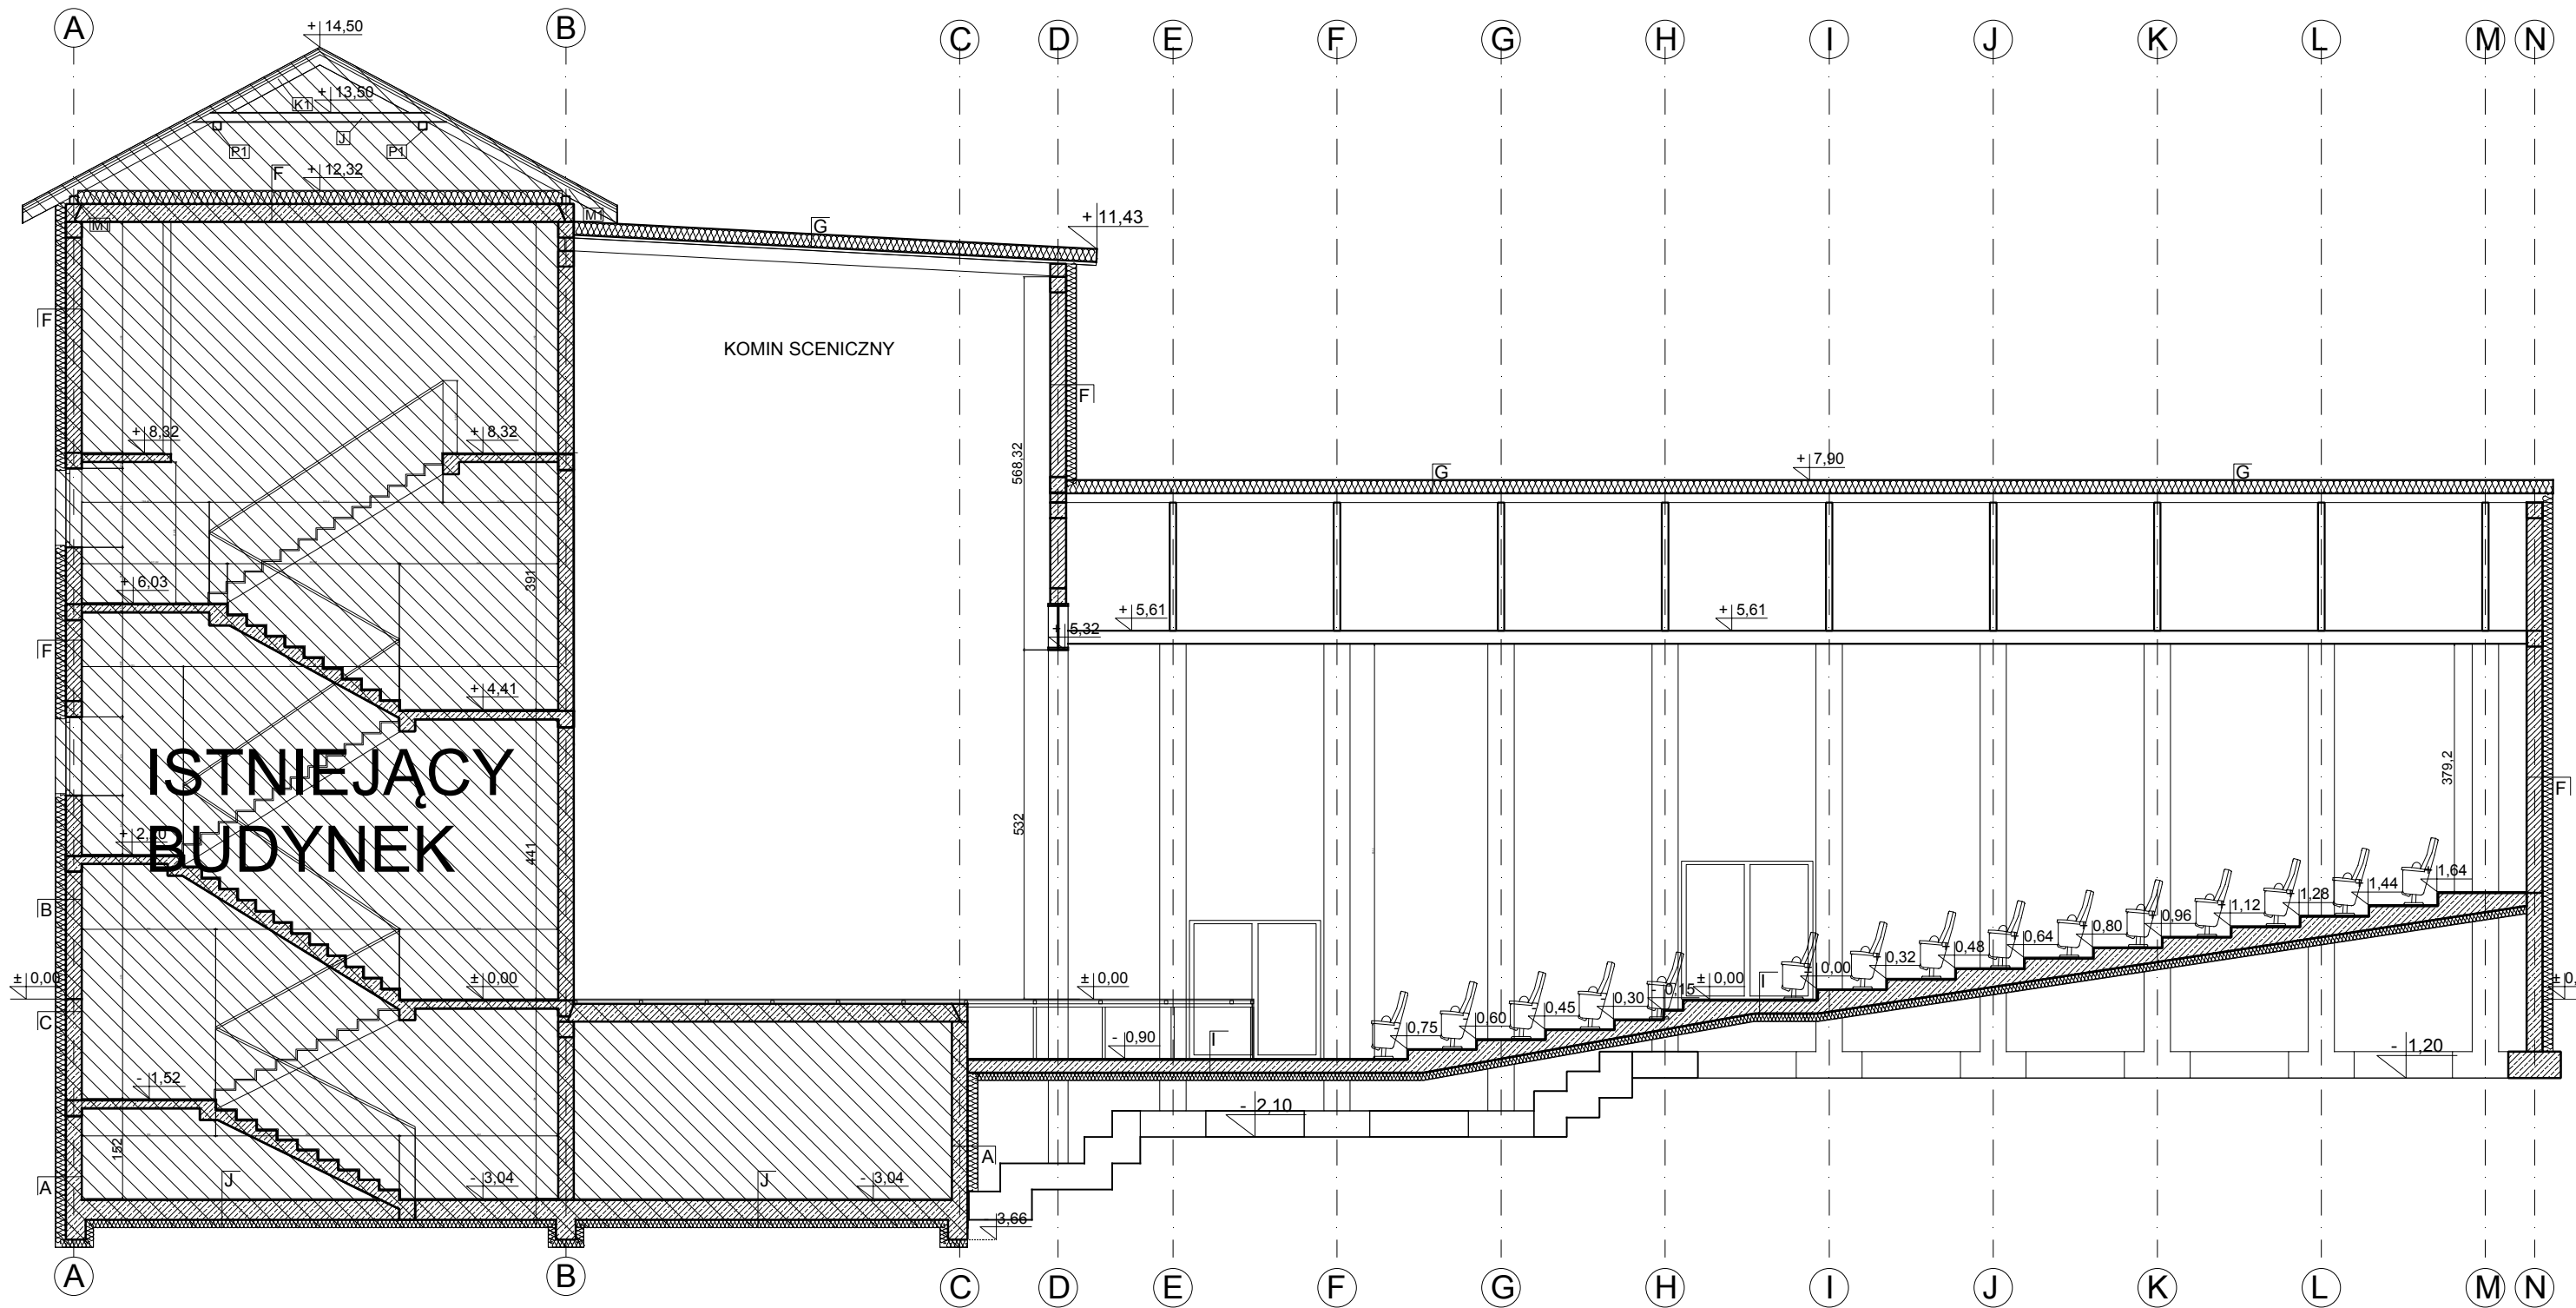 A B C D E F G H I J K L M N
+ 14,50
K1 + 13,50
P1 J P1
F + 12,32
M1 M1
G + 11,43
F
KOMIN SCENICZNY
F
+ 8,32 + 8,32
568,32
G + 7,90 G
391
+ 6,03
+ 5,61 + 5,61
+ 5,32
F
+ 4,41
379,2
F
ISTNIEJĄCY
BUDYNEK
532
441
B
1,64
1,44
1,28
1,12
0,96
0,80
0,64
0,48
0,32
0,00
± 0,00 ± 0,00 ± 0,00 ± 0,00 I
- 0,15
0,30
0,45
0,60
0,75
C
- 0,90 I
- 1,20
- 1,52
- 2,10
152
A
A J - 3,04 J - 3,04
3,66
A B C D E F G H I J K L M N